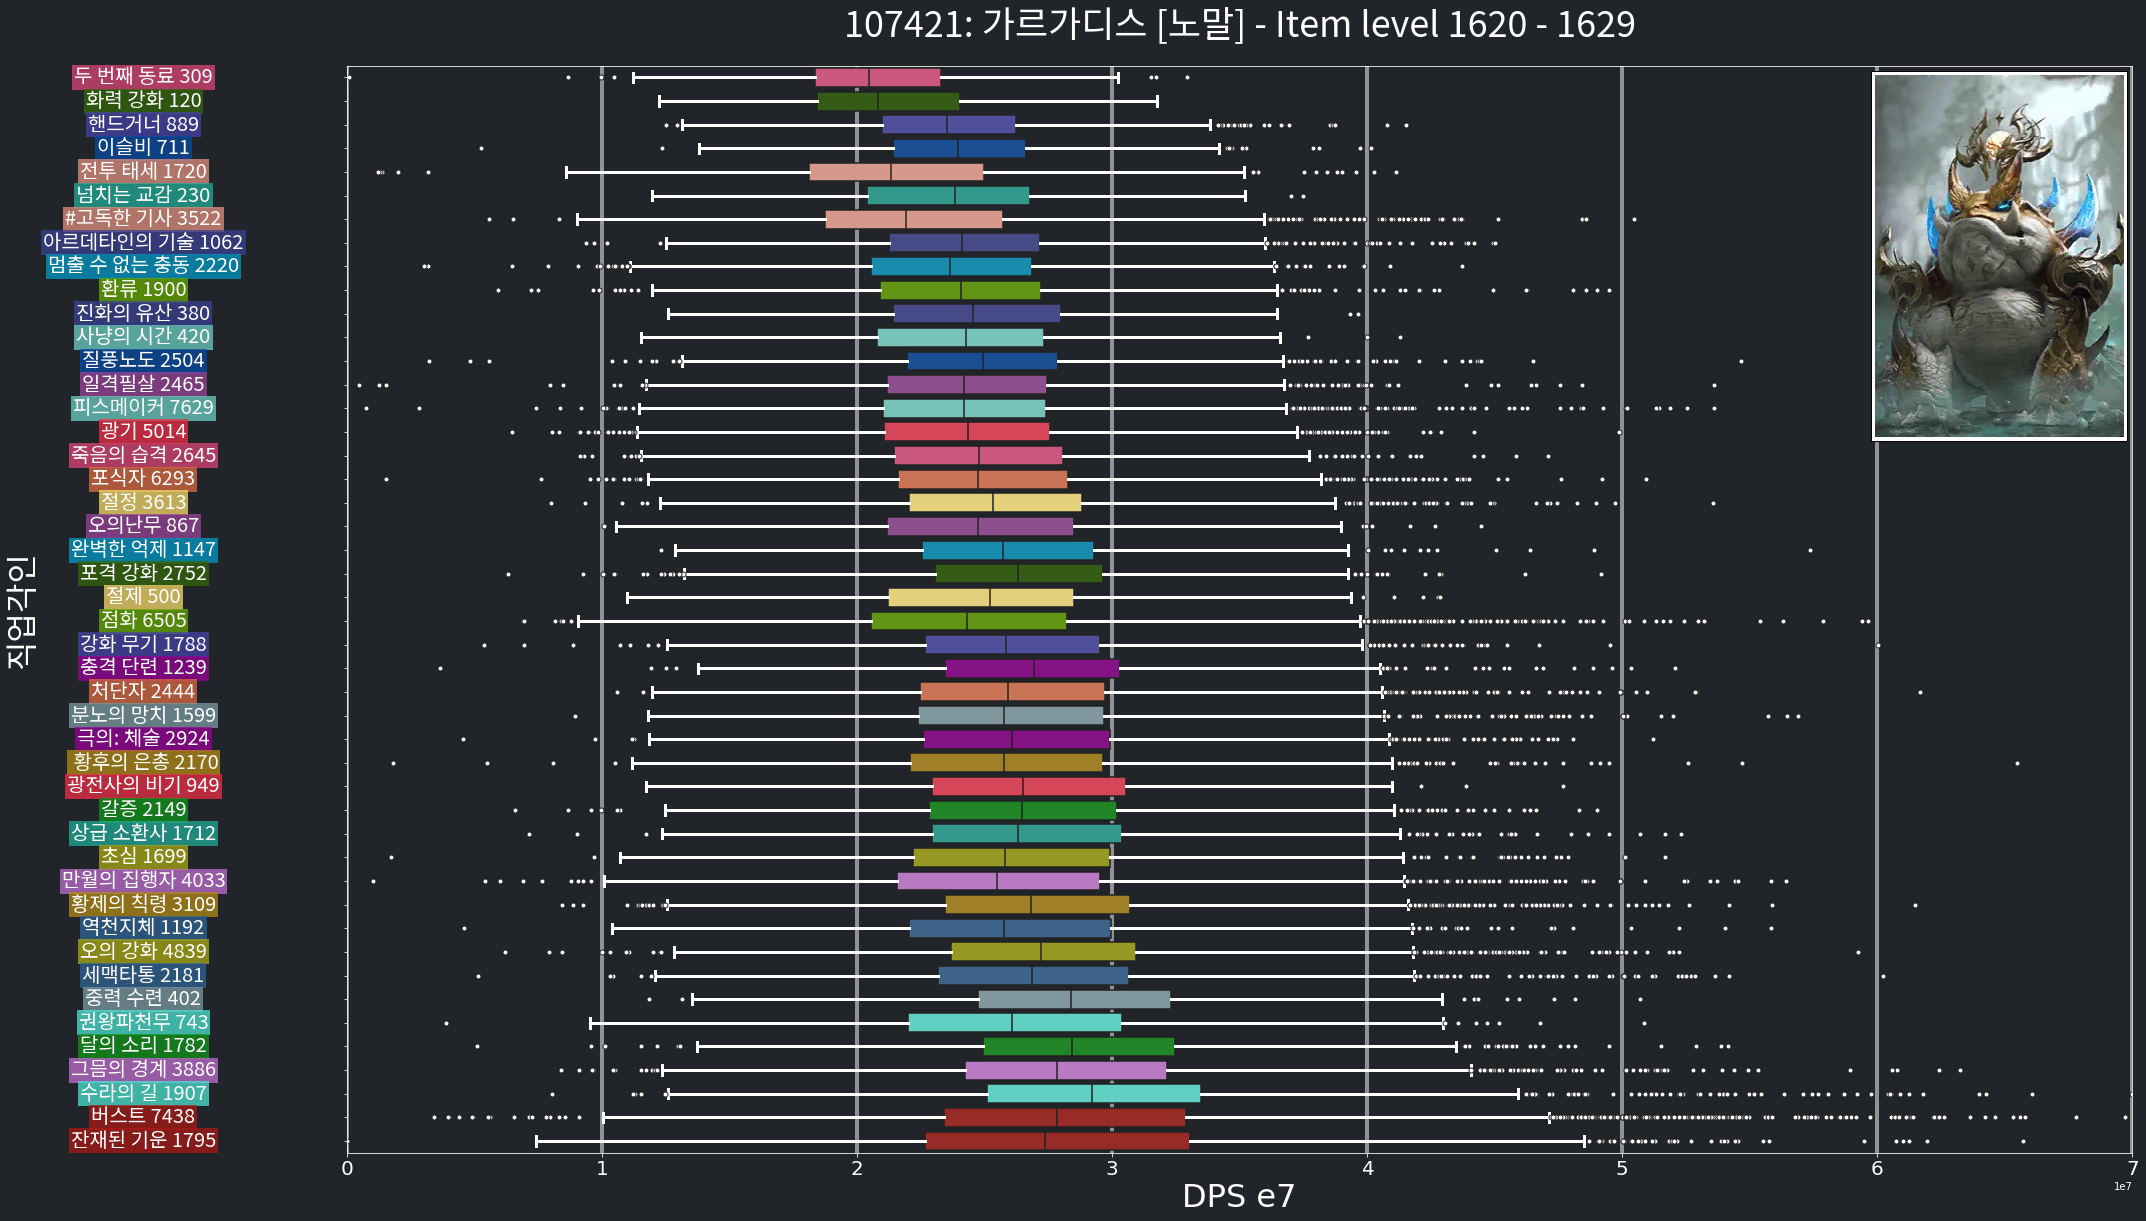 107421: 가르가디스 [노말] - Item level 1620 - 1629
두 번째 동료 309
화력 강화 120
핸드거너 889
이슬비 711
전투 태세 1720
넘치는 교감 230
#고독한 기사 3522
아르데타인의 기술 1062
멈출 수 없는 충동 2220
환류 1900
진화의 유산 380
사냥의 시간 420
질풍노도 2504
일격필살 2465
피스메이커 7629
광기 5014
죽음의 습격 2645
포식자 6293
절정 3613
오의난무 867
완벽한 억제 1147
포격 강화 2752
절제 500
점화 6505
강화 무기 1788
충격 단련 1239
처단자 2444
분노의 망치 1599
극의: 체술 2924
황후의 은총 2170
광전사의 비기 949
갈증 2149
상급 소환사 1712
초심 1699
만월의 집행자 4033
황제의 칙령 3109
역천지체 1192
오의 강화 4839
세맥타통 2181
중력 수련 402
권왕파천무 743
달의 소리 1782
그믐의 경계 3886
수라의 길 1907
버스트 7438
잔재된 기운 1795
직업각인
0 1 2 3 4 5 6 7
1e7
DPS e7